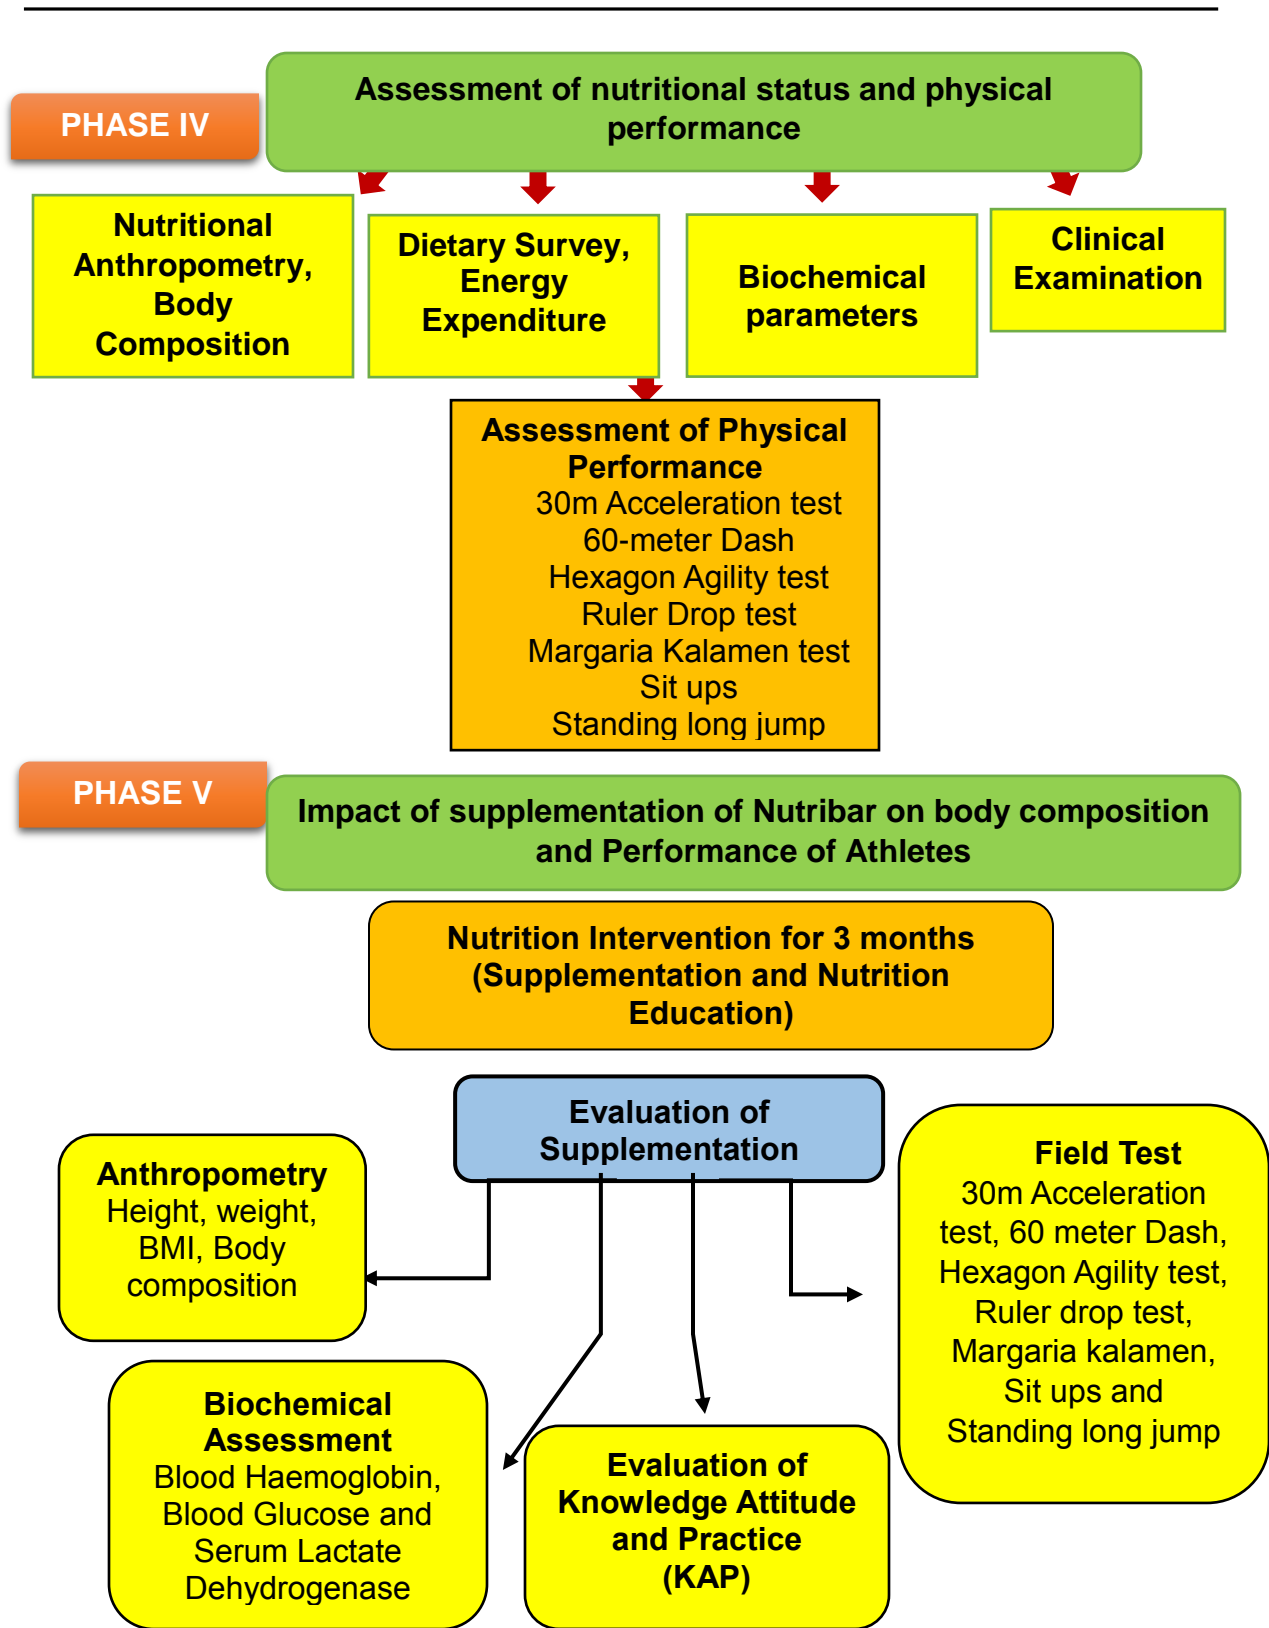 PHASE IV
Assessment of nutritional status and physical
performance
Nutritional
Anthropometry,
Body
Composition
Dietary Survey,
Energy
Expenditure
Biochemical
parameters
Clinical
Examination
Assessment of Physical
Performance
30m Acceleration test
60-meter Dash
Hexagon Agility test
Ruler Drop test
Margaria Kalamen test
Sit ups
Standing long jump
PHASE V
Impact of supplementation of Nutribar on body composition
and Performance of Athletes
Nutrition Intervention for 3 months
(Supplementation and Nutrition
Education)
Evaluation of
Supplementation
Anthropometry
Height, weight,
BMI, Body
composition
Biochemical
Assessment
Blood Haemoglobin,
Blood Glucose and
Serum Lactate
Dehydrogenase
Evaluation of
Knowledge Attitude
and Practice
(KAP)
Field Test
30m Acceleration
test, 60 meter Dash,
Hexagon Agility test,
Ruler drop test,
Margaria kalamen,
Sit ups and
Standing long jump